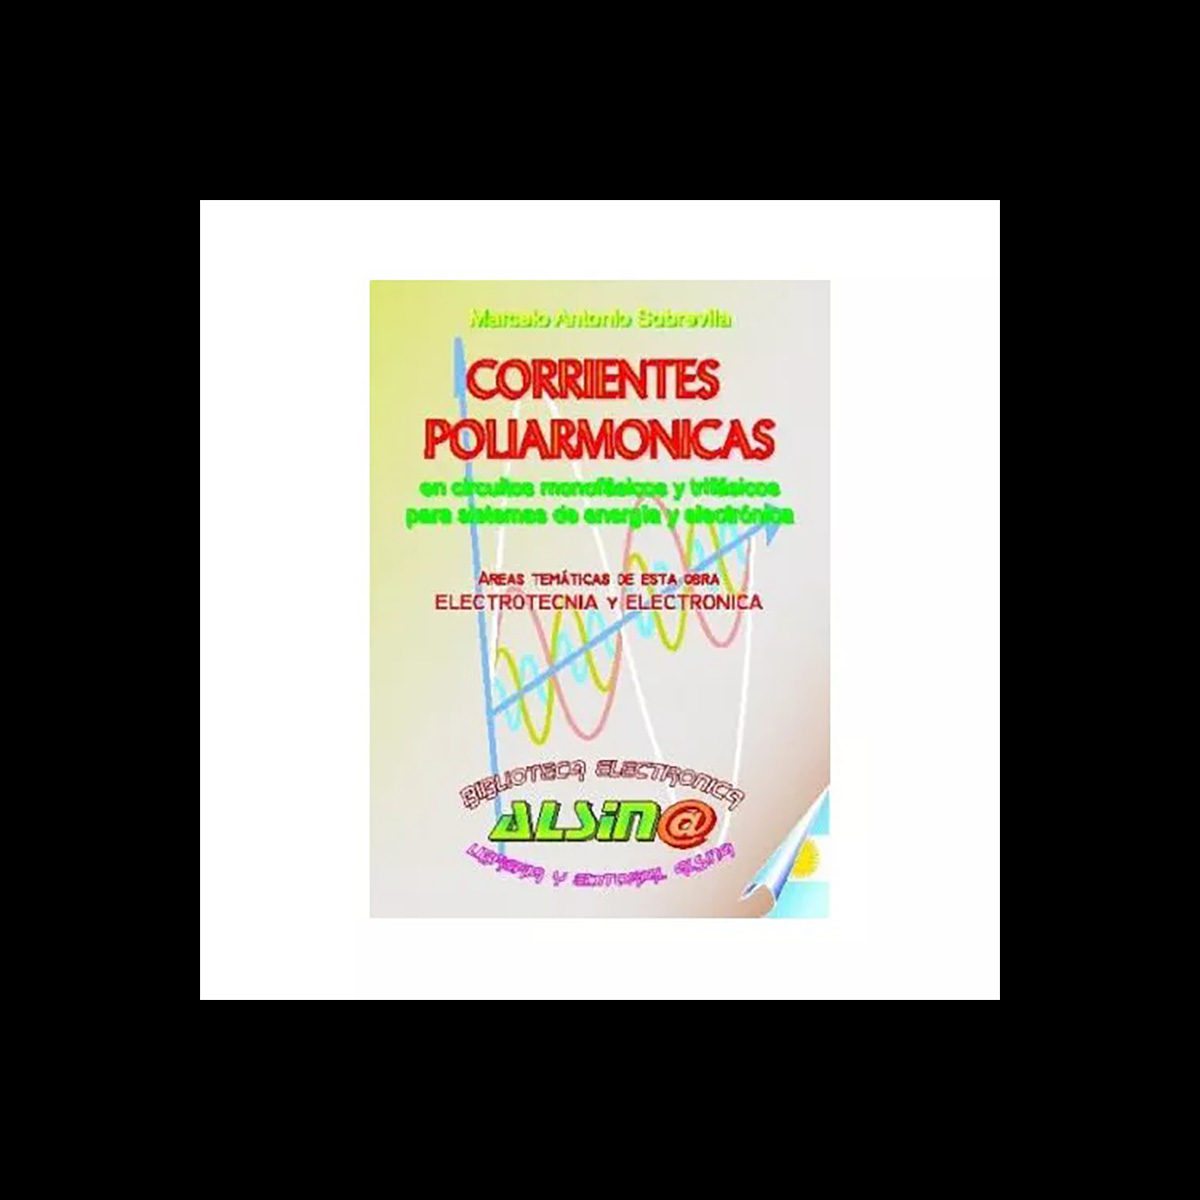 Marcelo Antonio Sobrevila
CORRIENTES
POLIARMONICAS
en circuitos monofásicos y trifásicos
para sistemas de energía y electrónica
AREAS TEMÁTICAS DE ESTA OBRA
ELECTROTECNIA Y ELECTRONICA
BIBLIOTECA ELECTRONICA
ALSiN@
LIBRERIA Y EDITORIAL ALSINA